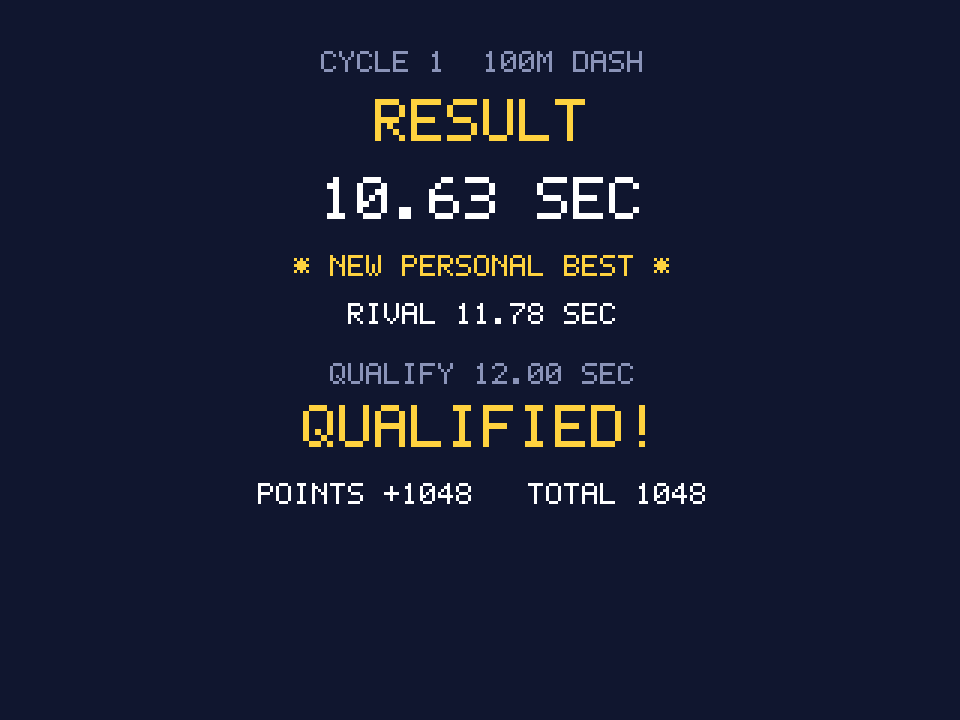 CYCLE 1  100M DASH
RESULT
10.63 SEC
* NEW PERSONAL BEST *
RIVAL 11.78 SEC
QUALIFY 12.00 SEC
QUALIFIED!
POINTS +1048   TOTAL 1048